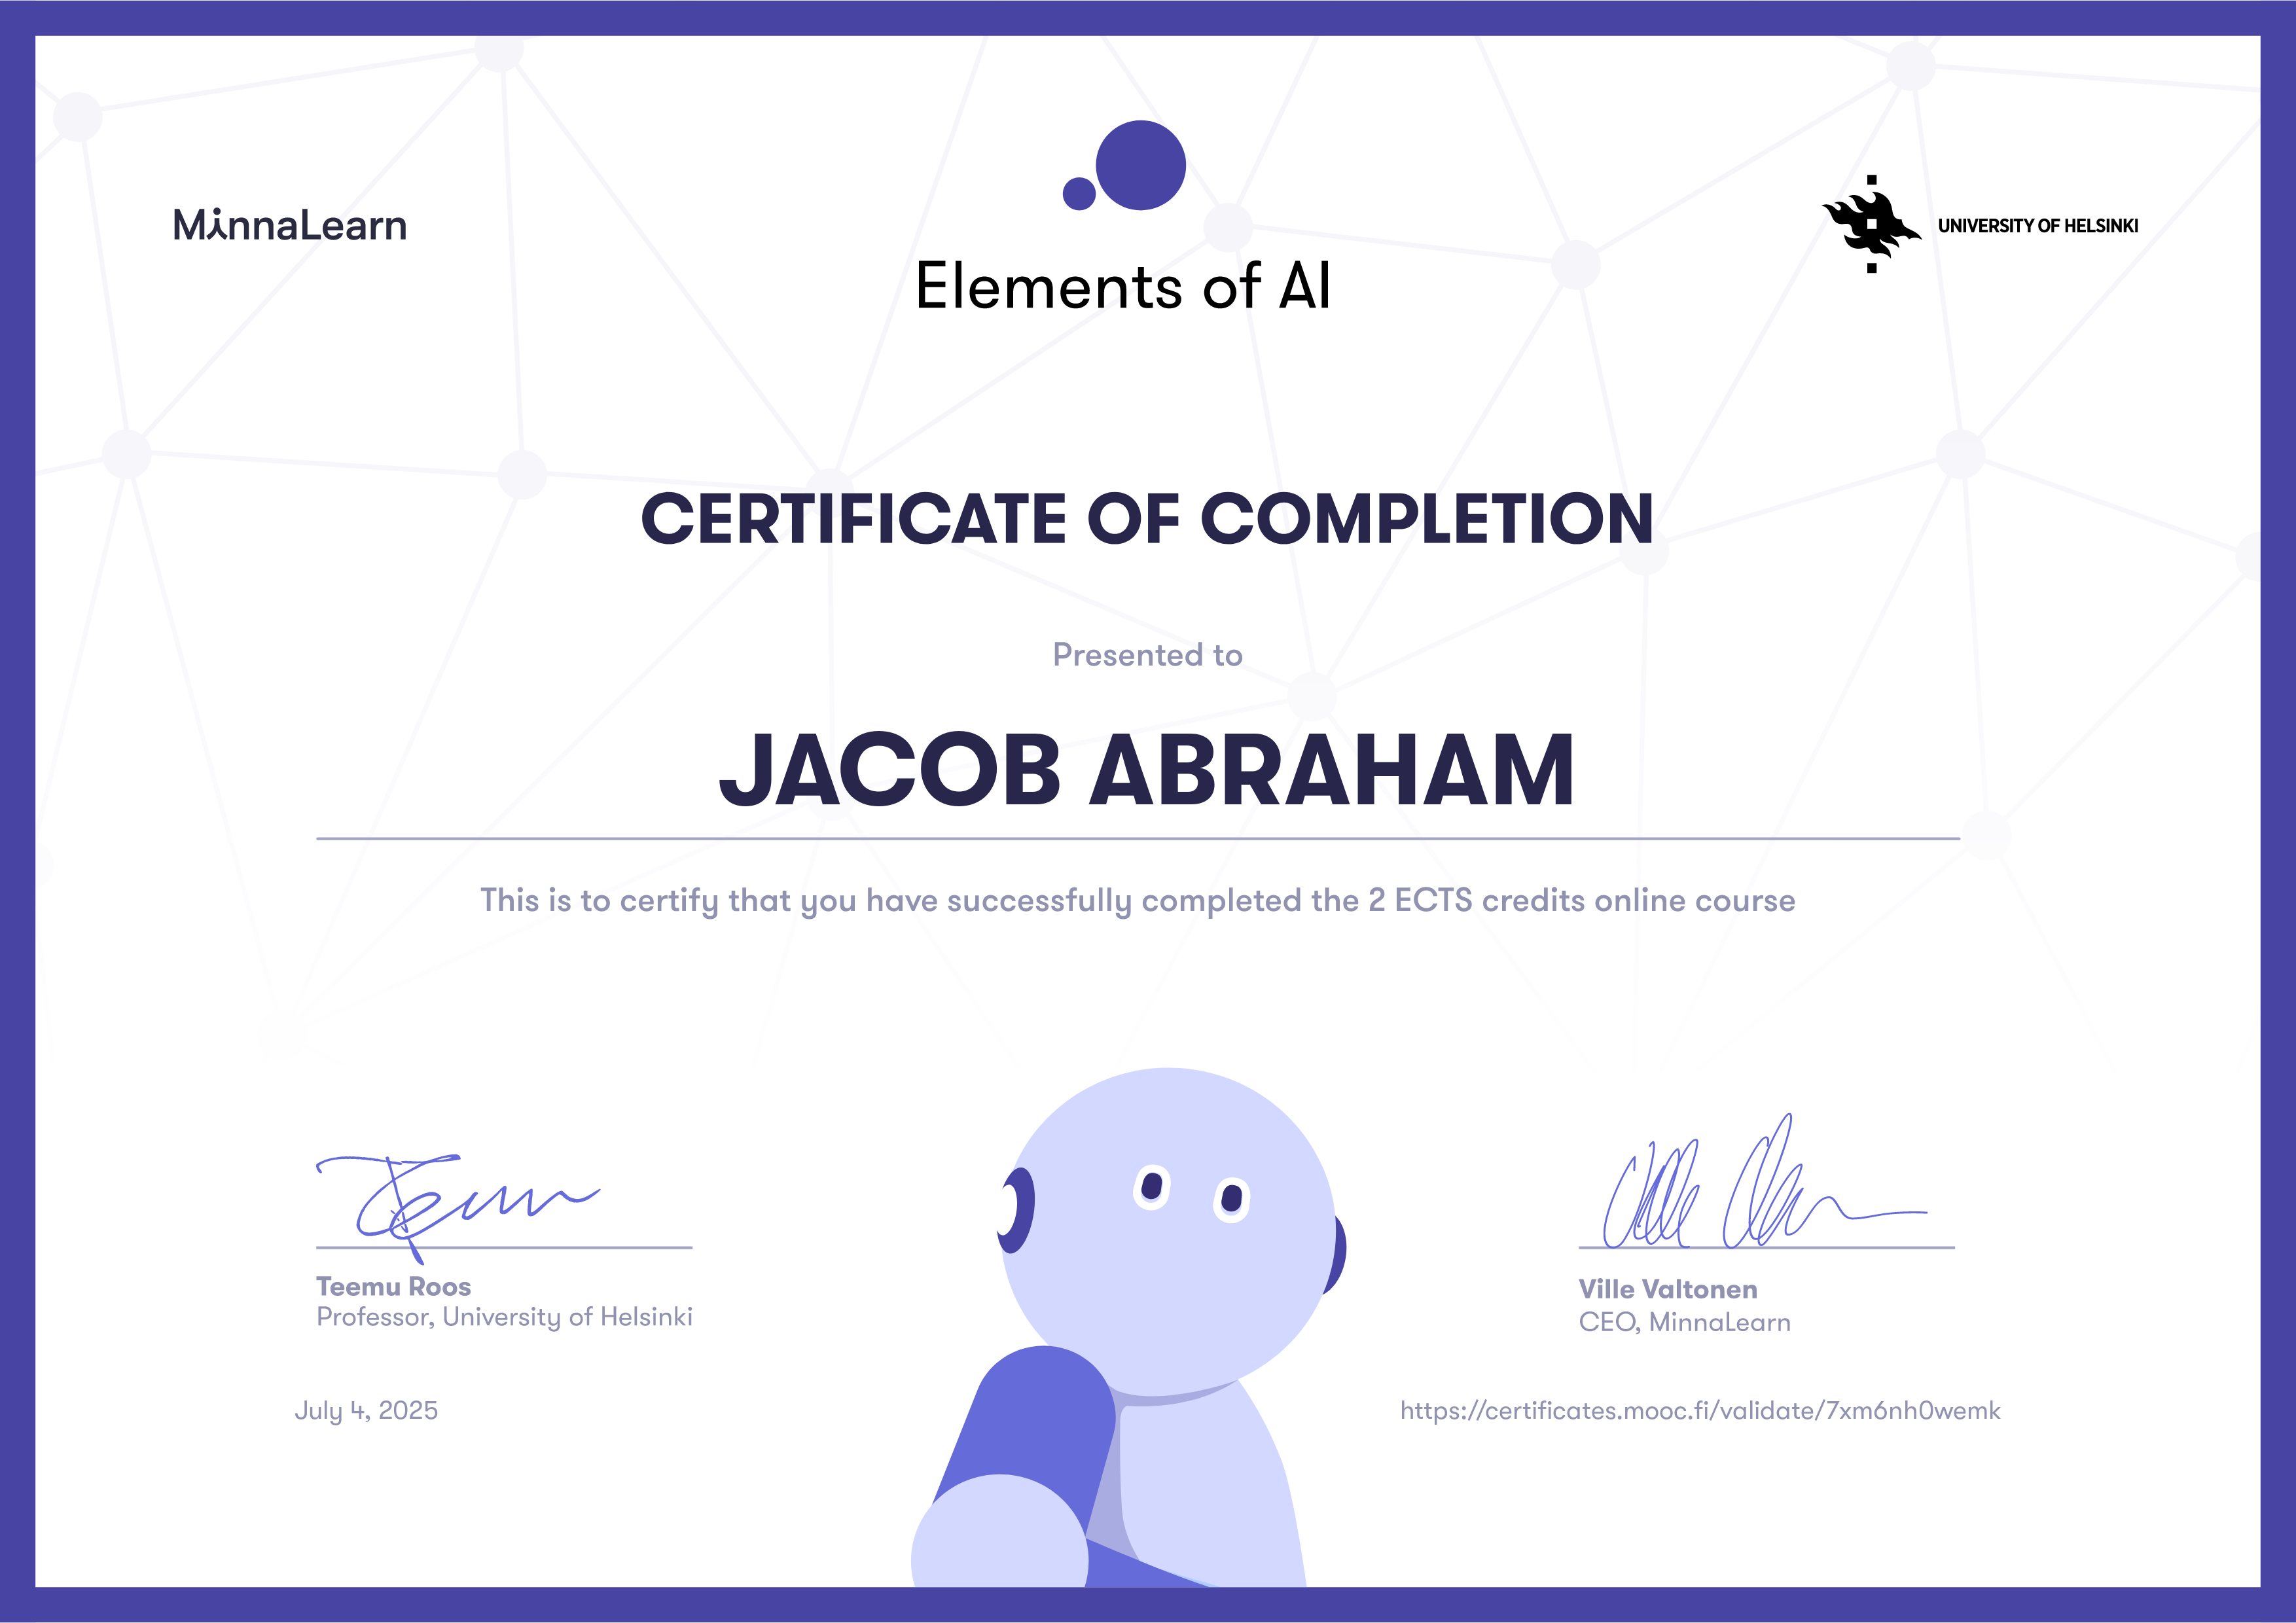 MinnaLearn
Elements of AI
UNIVERSITY OF HELSINKI
CERTIFICATE OF COMPLETION
Presented to
JACOB ABRAHAM
This is to certify that you have successfully completed the 2 ECTS credits online course
Teemu Roos
Professor, University of Helsinki
Ville Valtonen
CEO, MinnaLearn
July 4, 2025
https://certificates.mooc.fi/validate/7xm6nh0wemk